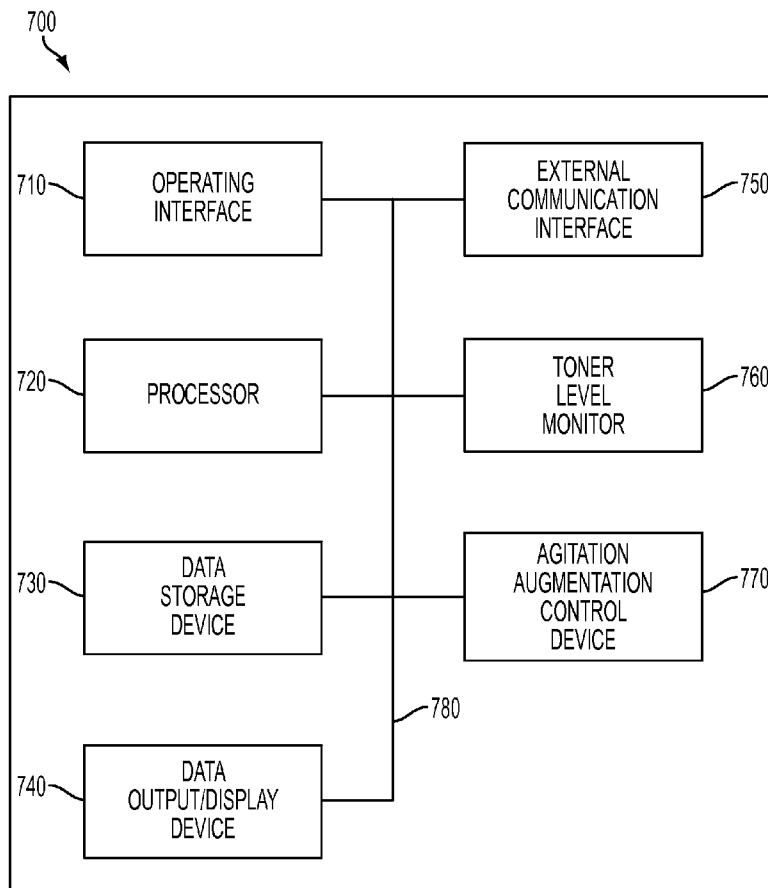 700
710
OPERATING
INTERFACE
EXTERNAL
COMMUNICATION
INTERFACE
750
720
PROCESSOR
TONER
LEVEL
MONITOR
760
730
DATA
STORAGE
DEVICE
AGITATION
AUGMENTATION
CONTROL
DEVICE
770
780
740
DATA
OUTPUT/DISPLAY
DEVICE